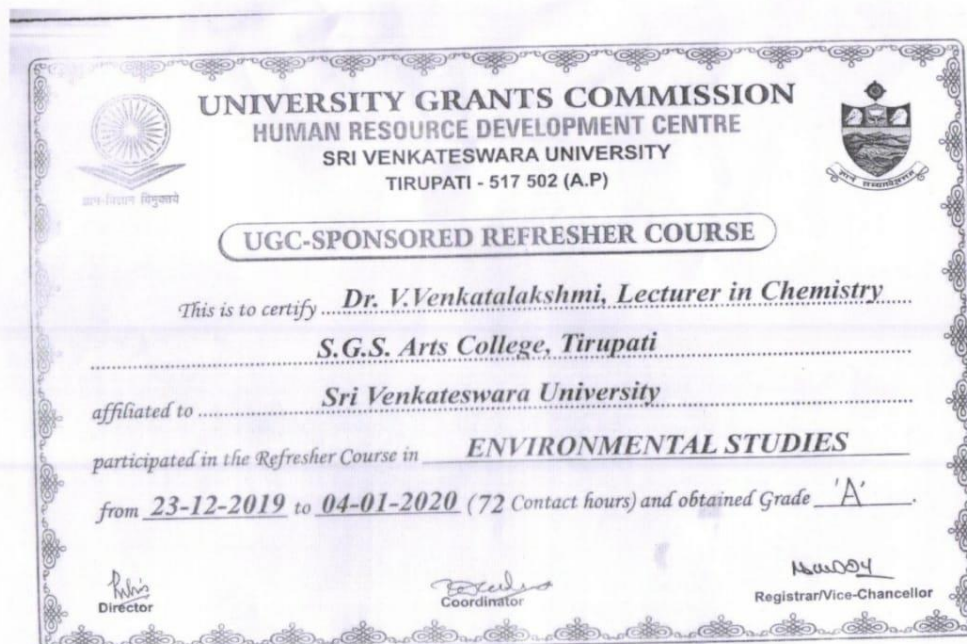 UNIVERSITY GRANTS COMMISSION
HUMAN RESOURCE DEVELOPMENT CENTRE
SRI VENKATESWARA UNIVERSITY
TIRUPATI - 517 502 (A.P)
ज्ञान-विज्ञान विमुक्तये
UGC-SPONSORED REFRESHER COURSE
This is to certify Dr. V.Venkatalakshmi, Lecturer in Chemistry
S.G.S. Arts College, Tirupati
affiliated to Sri Venkateswara University
participated in the Refresher Course in ENVIRONMENTAL STUDIES
from 23-12-2019 to 04-01-2020 (72 Contact hours) and obtained Grade 'A'.
Director
Coordinator
Registrar/Vice-Chancellor